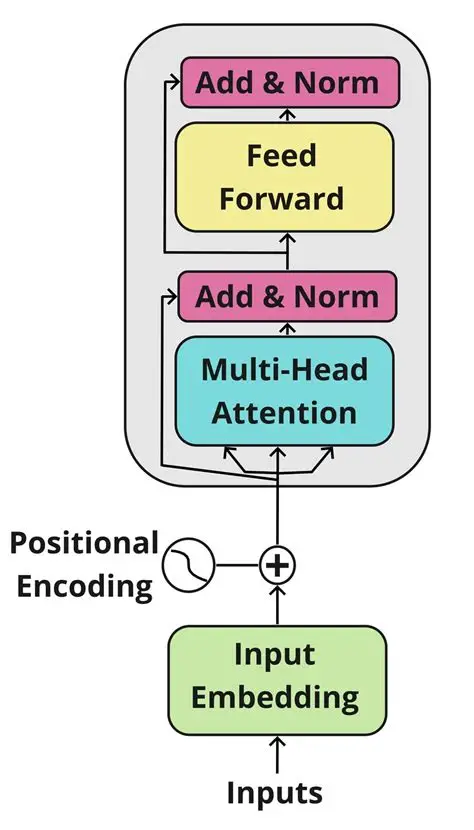 Add & Norm
Feed
Forward
Add & Norm
Multi-Head
Attention
Positional
Encoding
Input
Embedding
Inputs